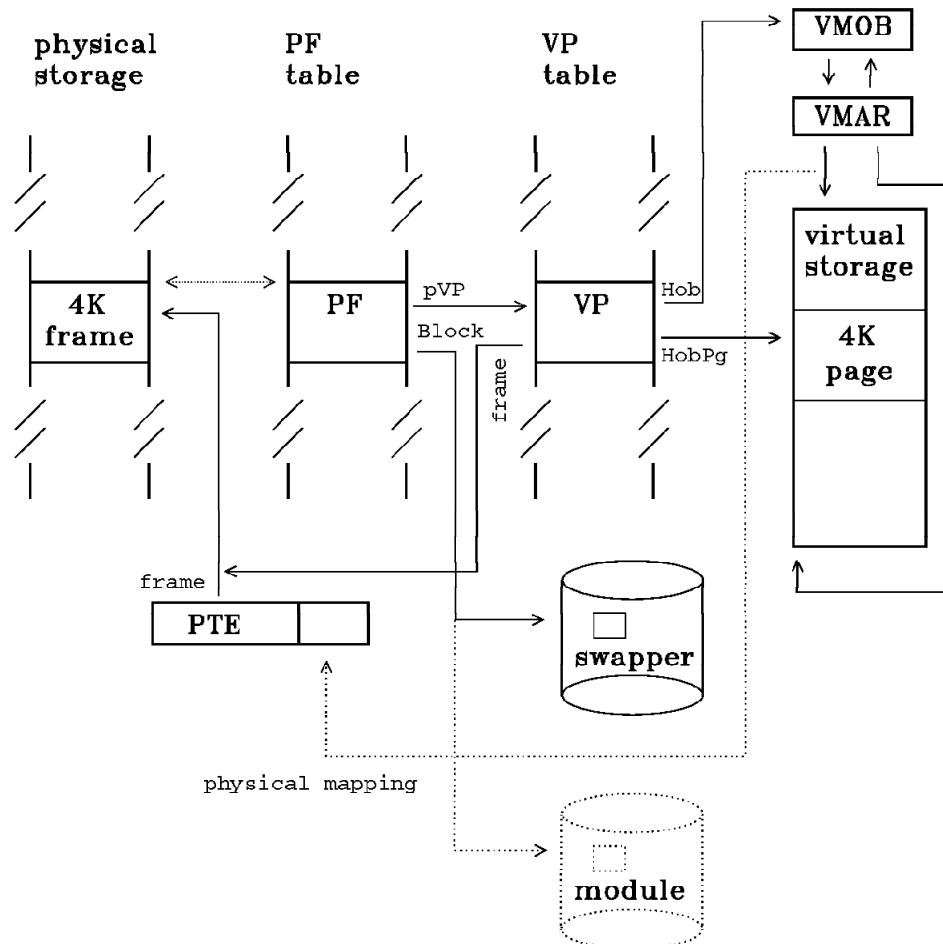 physical
storage
PF
table
VP
table
VMOB
VMAR
virtual
storage
4K
frame
PF
pVP
Block
VP
Hob
HobPg
frame
4K
page
frame
PTE
swapper
physical mapping
module